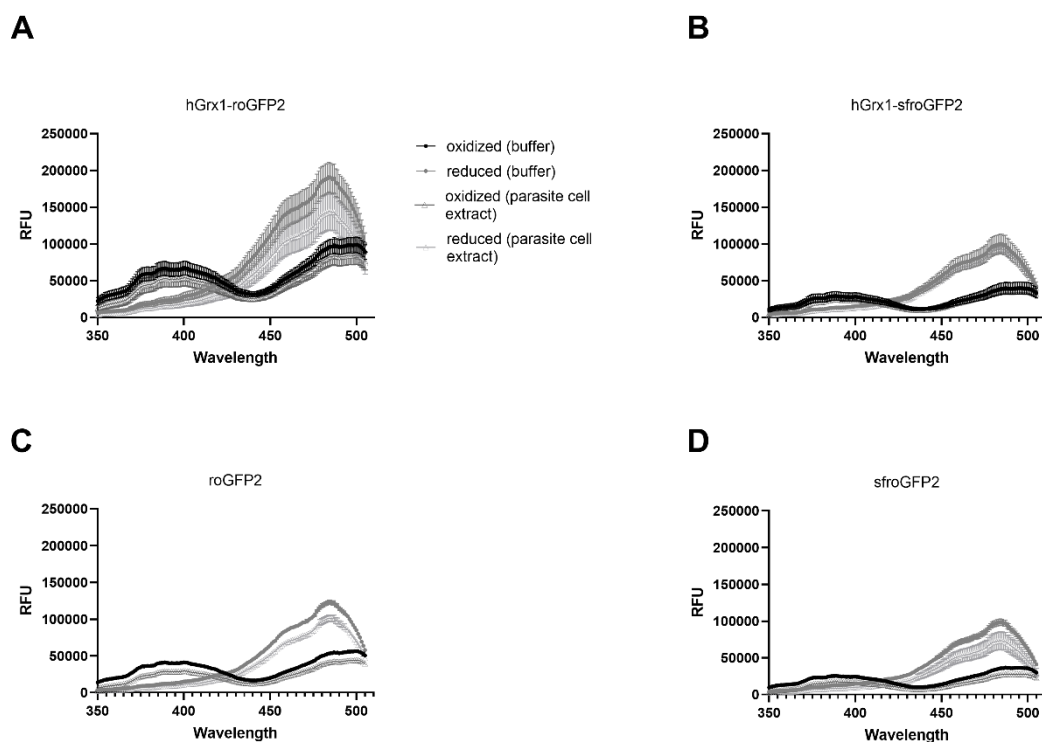 A
B
hGrx1-roGFP2
hGrx1-sfroGFP2
250000
200000
150000
100000
50000
0
RFU
350
400
450
500
Wavelength
oxidized (buffer)
reduced (buffer)
oxidized (parasite cell
extract)
reduced (parasite cell
extract)
250000
200000
150000
100000
50000
0
RFU
350
400
450
500
Wavelength
C
D
roGFP2
sfroGFP2
250000
200000
150000
100000
50000
0
RFU
350
400
450
500
Wavelength
250000
200000
150000
100000
50000
0
RFU
350
400
450
500
Wavelength